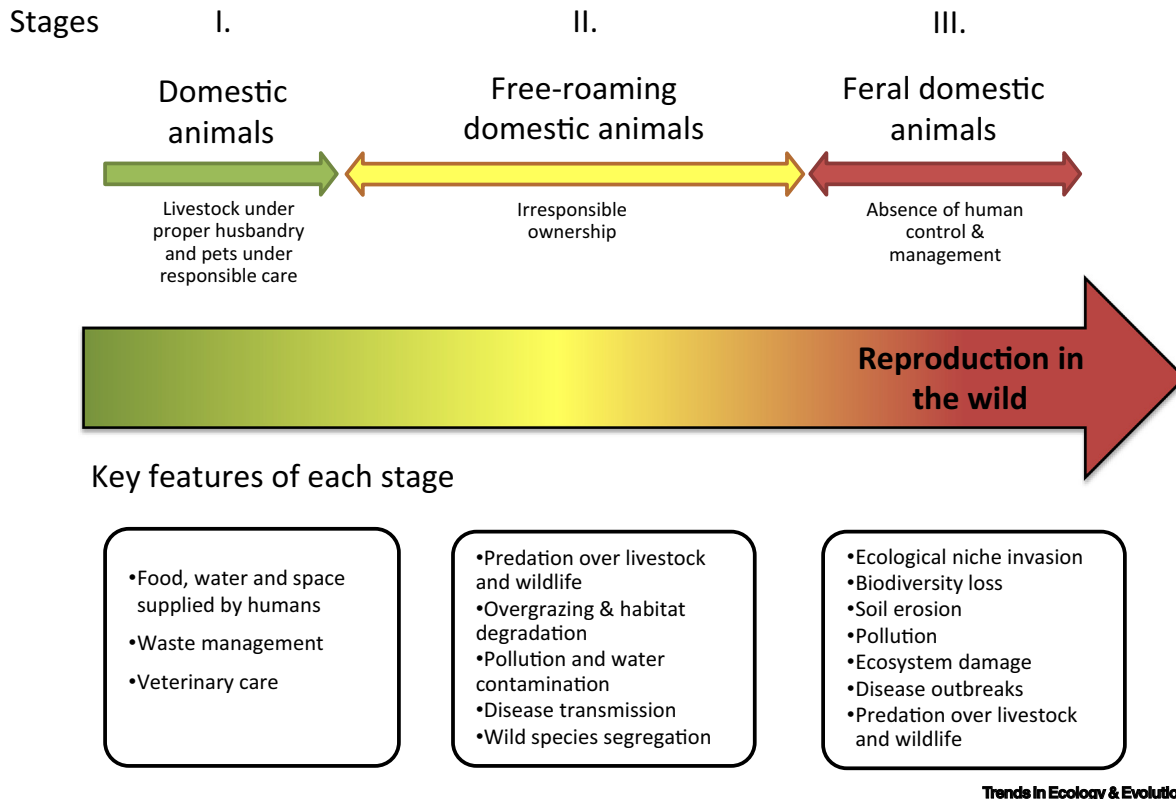 Stages I. II. III.
Domestic
animals
Free-roaming
domestic animals
Feral domestic
animals
Livestock under
proper husbandry
and pets under
responsible care
Irresponsible
ownership
Absence of human
control &
management
Reproduction in
the wild
Key features of each stage
•Food, water and space
supplied by humans
•Waste management
•Veterinary care
•Predation over livestock
and wildlife
•Overgrazing & habitat
degradation
•Pollution and water
contamination
•Disease transmission
•Wild species segregation
•Ecological niche invasion
•Biodiversity loss
•Soil erosion
•Pollution
•Ecosystem damage
•Disease outbreaks
•Predation over livestock
and wildlife
Trends in Ecology & Evolutio